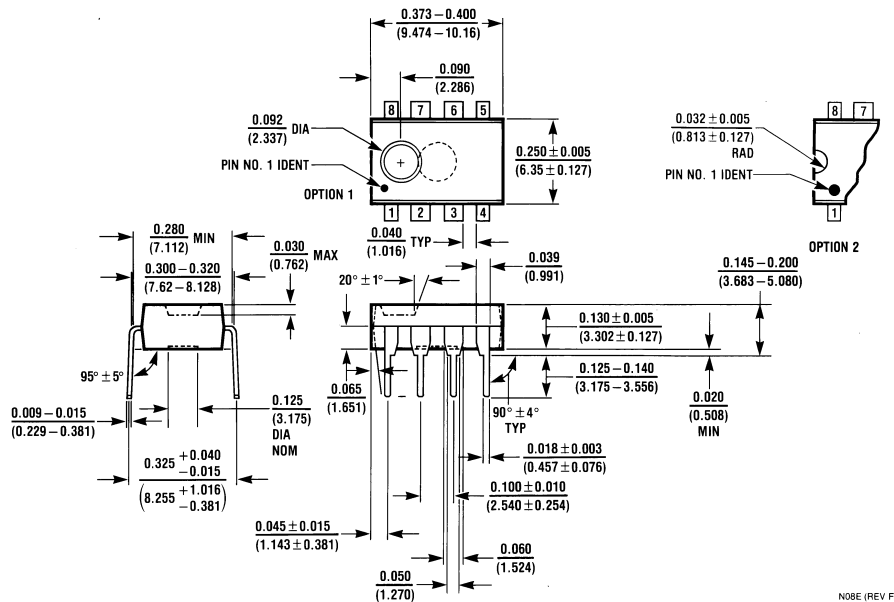 0.373 – 0.400
(9.474 – 10.16)
0.090
(2.286)
8 7 6 5
0.092
(2.337)
DIA
PIN NO. 1 IDENT
OPTION 1
1 2 3 4
0.250 ± 0.005
(6.35 ± 0.127)
0.032 ± 0.005
(0.813 ± 0.127)
RAD
PIN NO. 1 IDENT
8 7
1
OPTION 2
0.280
(7.112)
MIN
0.300 – 0.320
(7.62 – 8.128)
0.030
(0.762)
MAX
0.040
(1.016)
TYP
0.039
(0.991)
0.145 – 0.200
(3.683 – 5.080)
20° ± 1°
0.130 ± 0.005
(3.302 ± 0.127)
95° ± 5°
0.065
(1.651)
0.125 – 0.140
(3.175 – 3.556)
90° ± 4°
TYP
0.020
(0.508)
MIN
0.009 – 0.015
(0.229 – 0.381)
0.125
(3.175)
DIA
NOM
0.018 ± 0.003
(0.457 ± 0.076)
0.325 +0.040
–0.015
(8.255 +1.016
–0.381)
0.100 ± 0.010
(2.540 ± 0.254)
0.045 ± 0.015
(1.143 ± 0.381)
0.060
(1.524)
0.050
(1.270)
N08E (REV F